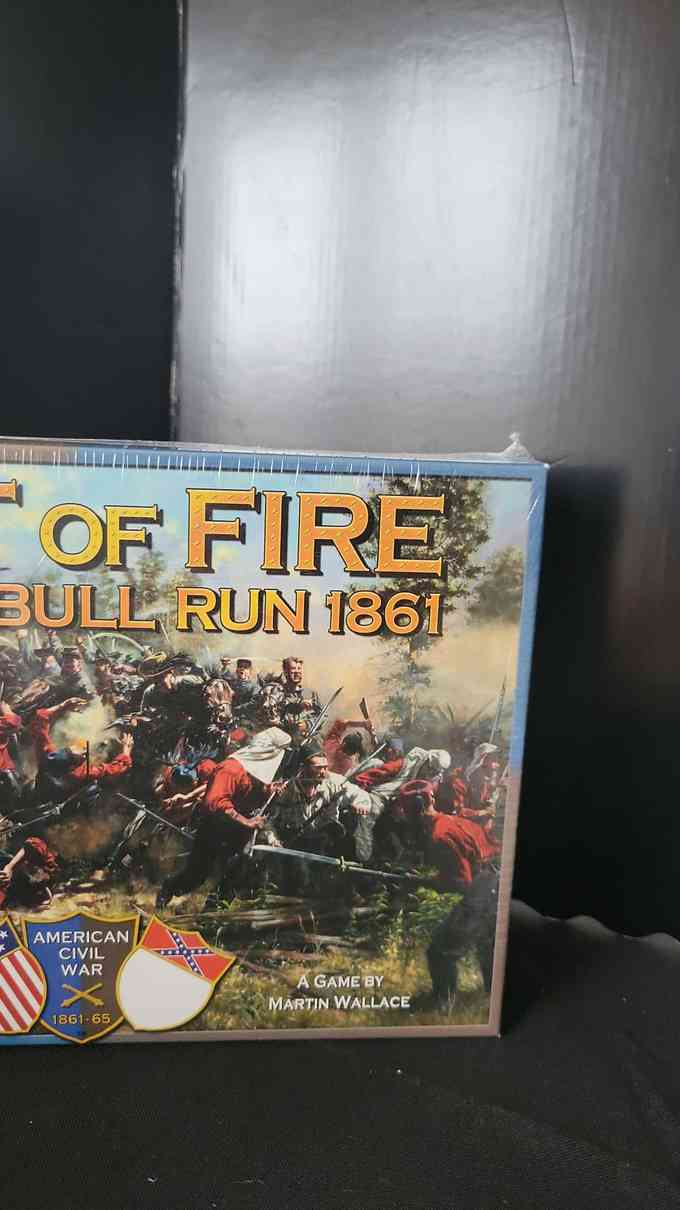 OF FIRE
BULL RUN 1861
AMERICAN
CIVIL
WAR
1861-65
A GAME BY
MARTIN WALLACE